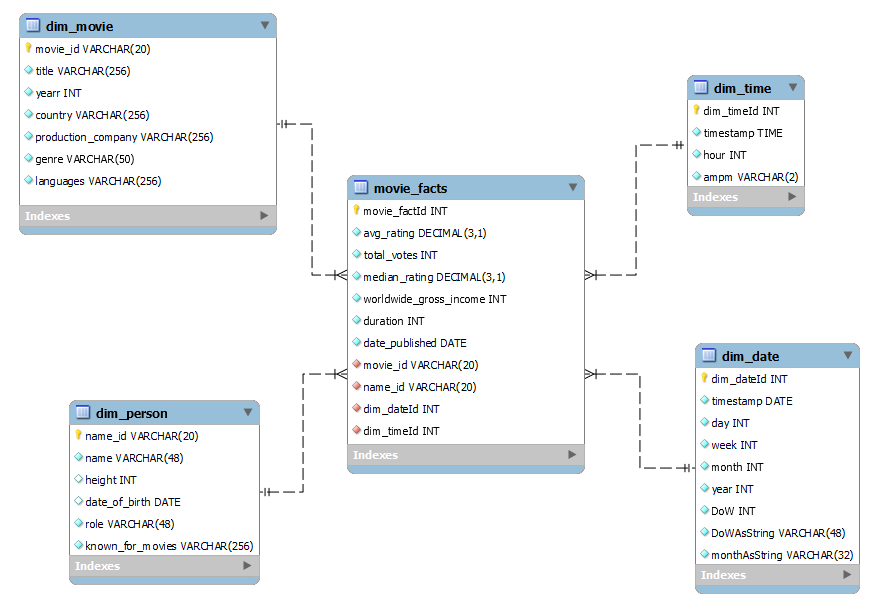 dim_movie
movie_id VARCHAR(20)
title VARCHAR(256)
yearr INT
country VARCHAR(256)
production_company VARCHAR(256)
genre VARCHAR(50)
languages VARCHAR(256)
Indexes
dim_time
dim_timeId INT
timestamp TIME
hour INT
ampm VARCHAR(2)
Indexes
movie_facts
movie_factId INT
avg_rating DECIMAL(3,1)
total_votes INT
median_rating DECIMAL(3,1)
worldwide_gross_income INT
duration INT
date_published DATE
movie_id VARCHAR(20)
name_id VARCHAR(20)
dim_dateId INT
dim_timeId INT
Indexes
dim_person
name_id VARCHAR(20)
name VARCHAR(48)
height INT
date_of_birth DATE
role VARCHAR(48)
known_for_movies VARCHAR(256)
Indexes
dim_date
dim_dateId INT
timestamp DATE
day INT
week INT
month INT
year INT
DoW INT
DoWAsString VARCHAR(48)
monthAsString VARCHAR(32)
Indexes